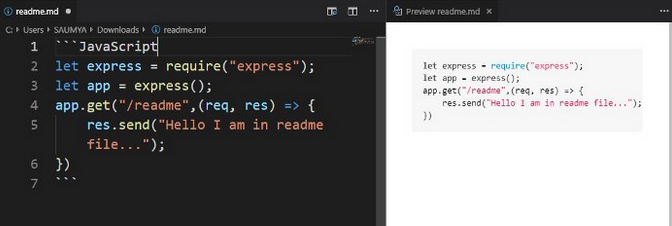 readme.md
Preview readme.md
C: > Users > SAUMYA > Downloads > readme.md
1 ```JavaScript
2 let express = require("express");
3 let app = express();
4 app.get("/readme",(req, res) => {
5 res.send("Hello I am in readme
file...");
6 })
7 ```
let express = require("express");
let app = express();
app.get("/readme",(req, res) => {
res.send("Hello I am in readme file...");
})